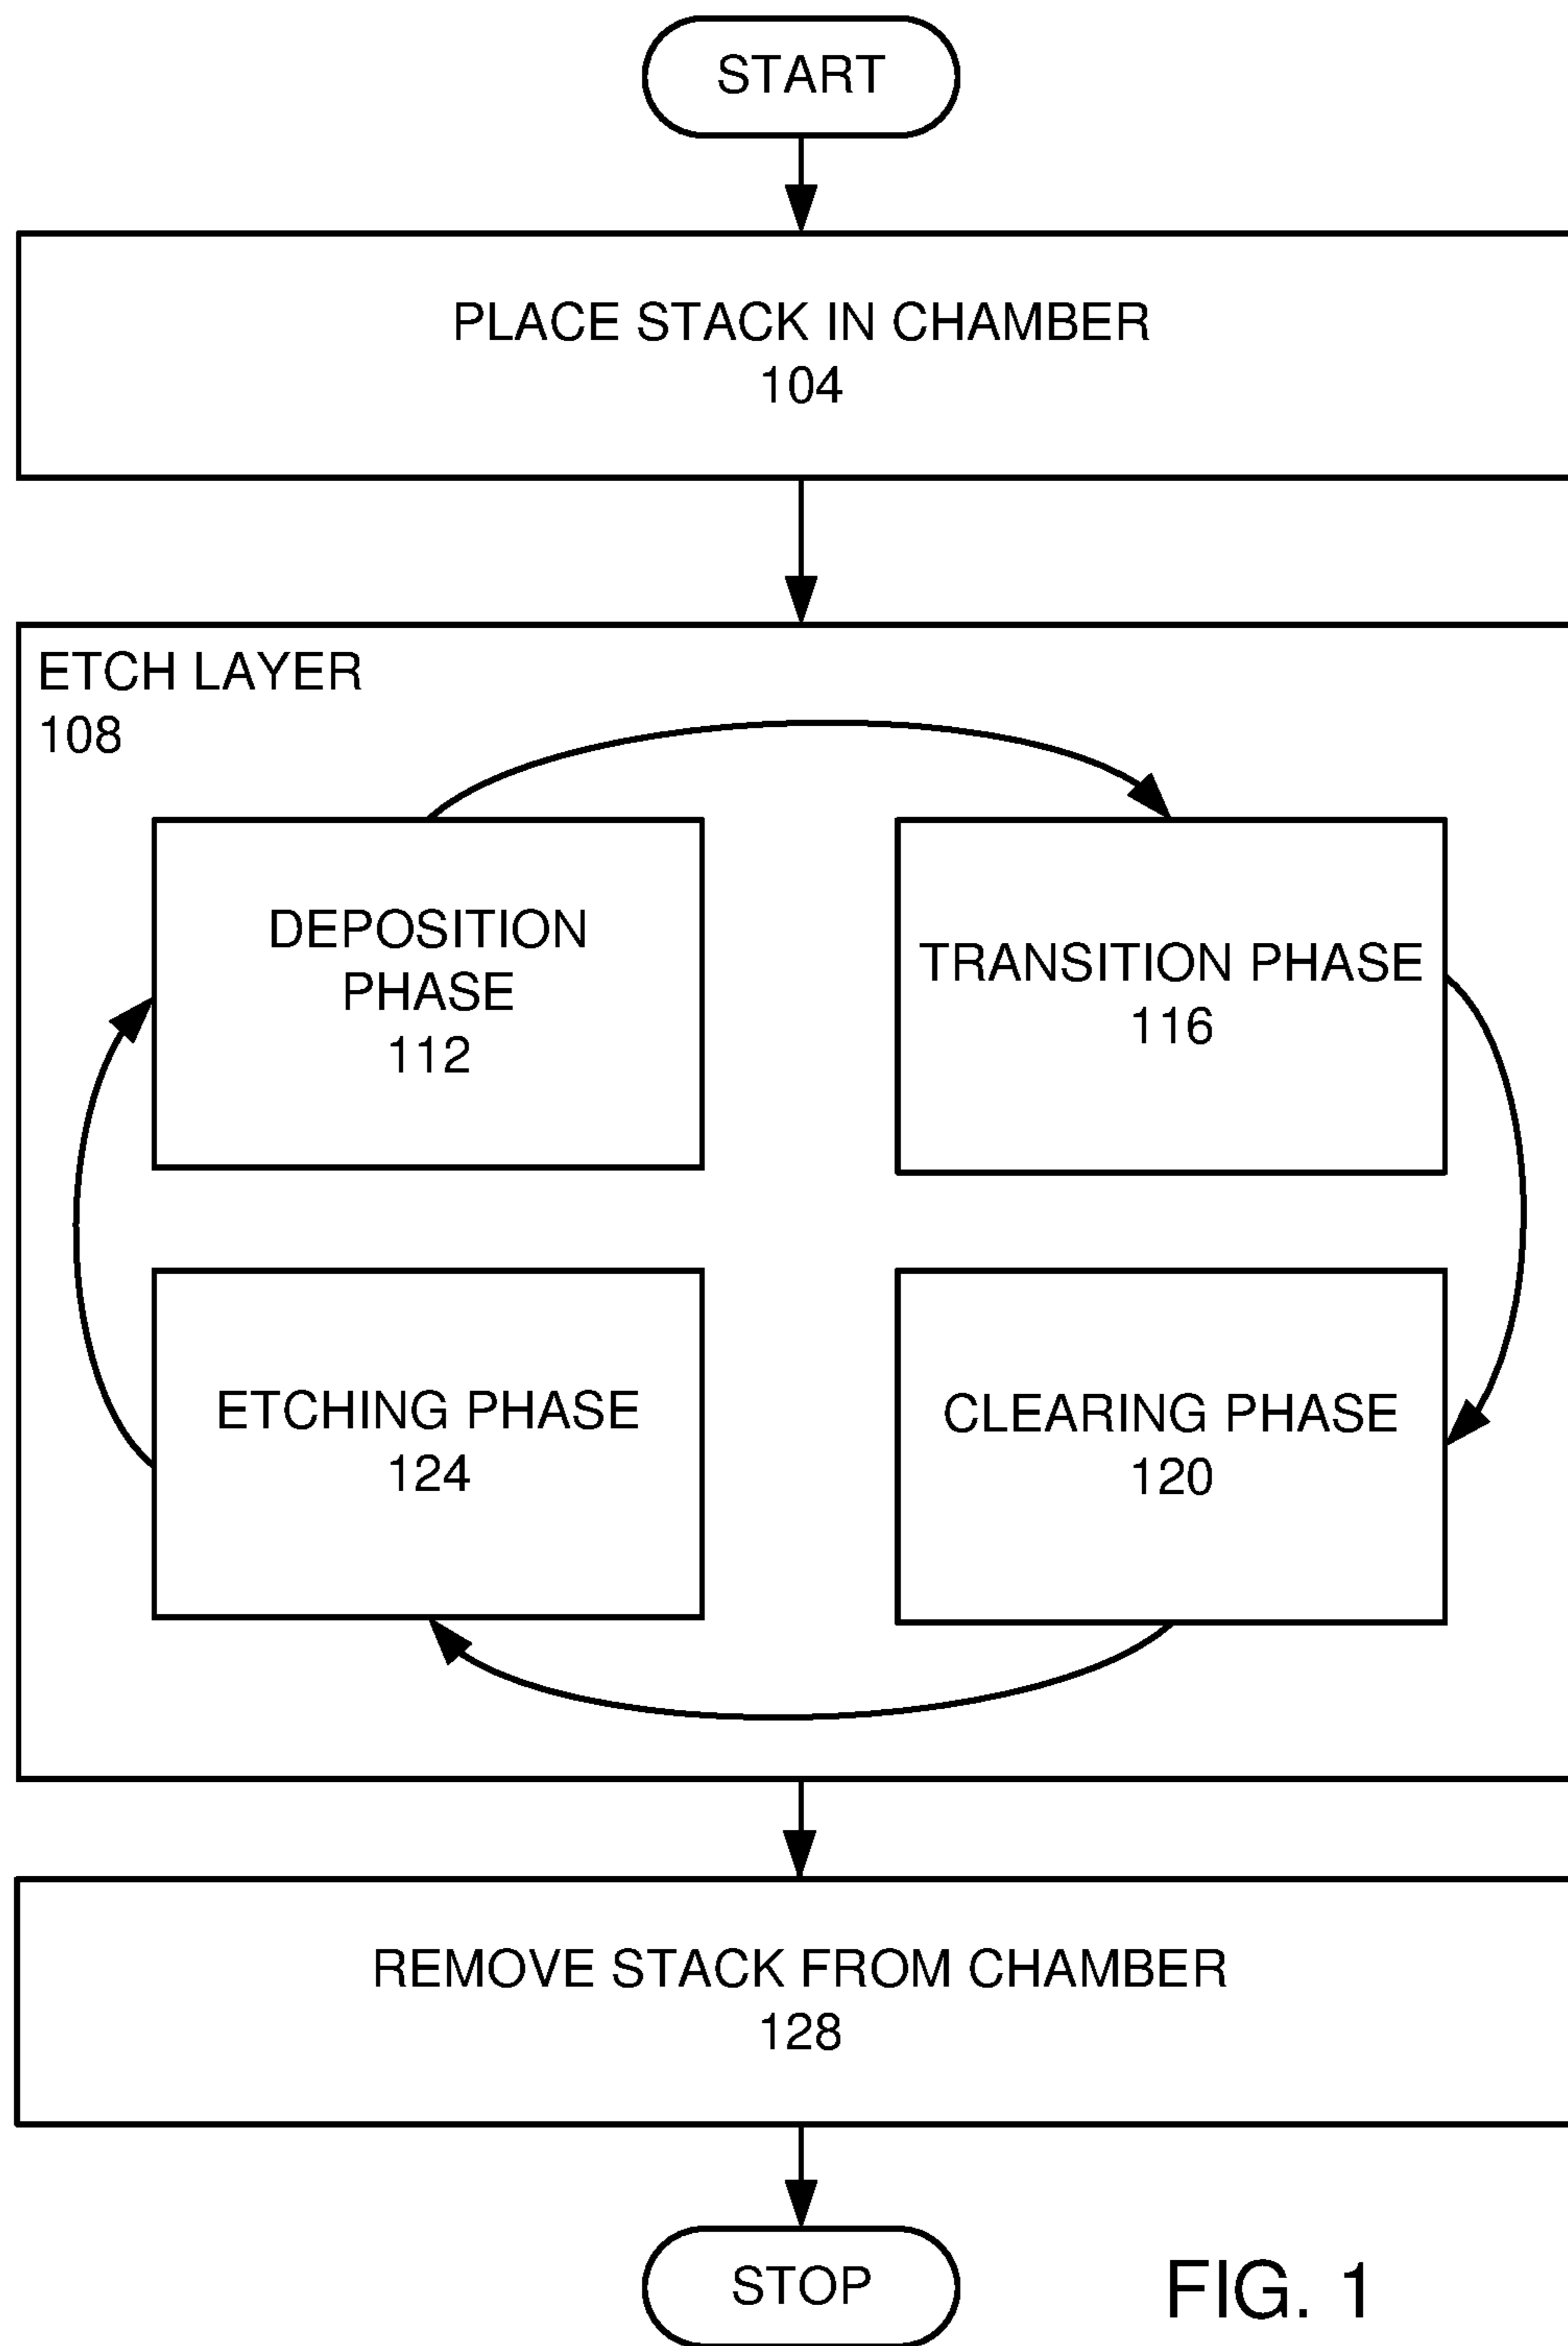 START
PLACE STACK IN CHAMBER
104
ETCH LAYER
108
DEPOSITION
PHASE
112
TRANSITION PHASE
116
ETCHING PHASE
124
CLEARING PHASE
120
REMOVE STACK FROM CHAMBER
128
STOP
FIG. 1